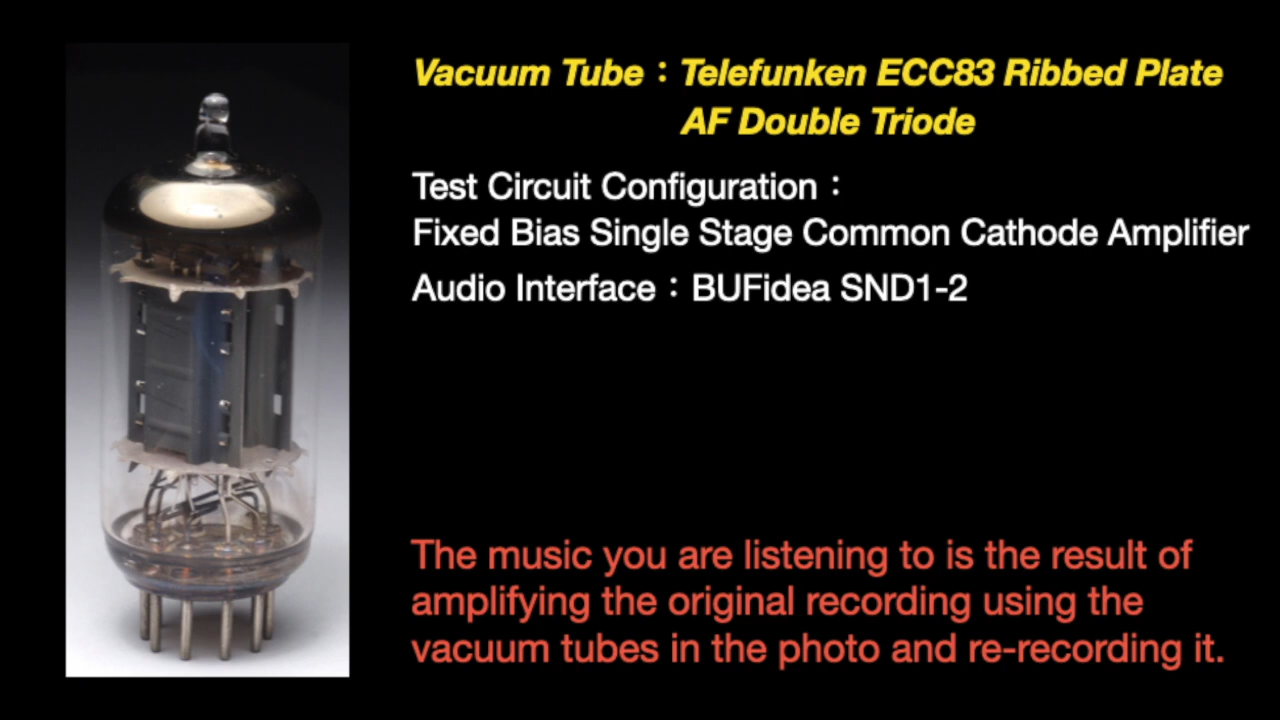 Vacuum Tube：Telefunken ECC83 Ribbed Plate
AF Double Triode
Test Circuit Configuration：
Fixed Bias Single Stage Common Cathode Amplifier
Audio Interface：BUFidea SND1-2
The music you are listening to is the result of
amplifying the original recording using the
vacuum tubes in the photo and re-recording it.